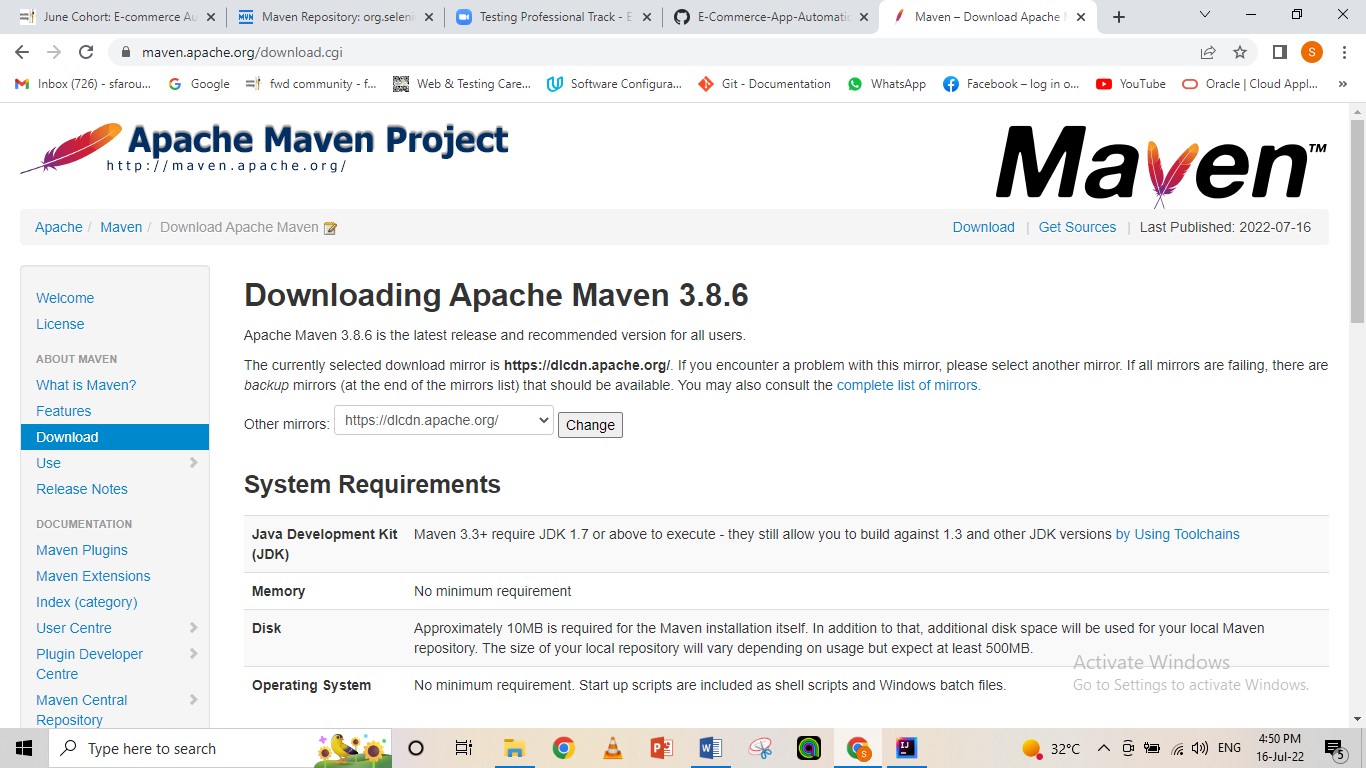 June Cohort: E-commerce Au
Maven Repository: org.seleni
Testing Professional Track - E
E-Commerce-App-Automatic
Maven – Download Apache M
maven.apache.org/download.cgi
S
Inbox (726) - sfarou...
Google
fwd community - f...
Web & Testing Care...
Software Configura...
Git - Documentation
WhatsApp
Facebook – log in o...
YouTube
Oracle | Cloud Appl...
»
Apache Maven Project
http://maven.apache.org/
Maven™
Apache / Maven / Download Apache Maven
Download | Get Sources | Last Published: 2022-07-16
Welcome
License
ABOUT MAVEN
What is Maven?
Features
Download
Use
Release Notes
DOCUMENTATION
Maven Plugins
Maven Extensions
Index (category)
User Centre
Plugin Developer
Centre
Maven Central
Repository
Downloading Apache Maven 3.8.6
Apache Maven 3.8.6 is the latest release and recommended version for all users.
The currently selected download mirror is https://dlcdn.apache.org/. If you encounter a problem with this mirror, please select another mirror. If all mirrors are failing, there are
backup mirrors (at the end of the mirrors list) that should be available. You may also consult the complete list of mirrors.
Other mirrors: https://dlcdn.apache.org/ Change
System Requirements
Java Development Kit Maven 3.3+ require JDK 1.7 or above to execute - they still allow you to build against 1.3 and other JDK versions by Using Toolchains
(JDK)
Memory No minimum requirement
Disk Approximately 10MB is required for the Maven installation itself. In addition to that, additional disk space will be used for your local Maven
repository. The size of your local repository will vary depending on usage but expect at least 500MB.
Operating System No minimum requirement. Start up scripts are included as shell scripts and Windows batch files.
Activate Windows
Go to Settings to activate Windows.
Type here to search
32°C
ENG
4:50 PM
16-Jul-22
5